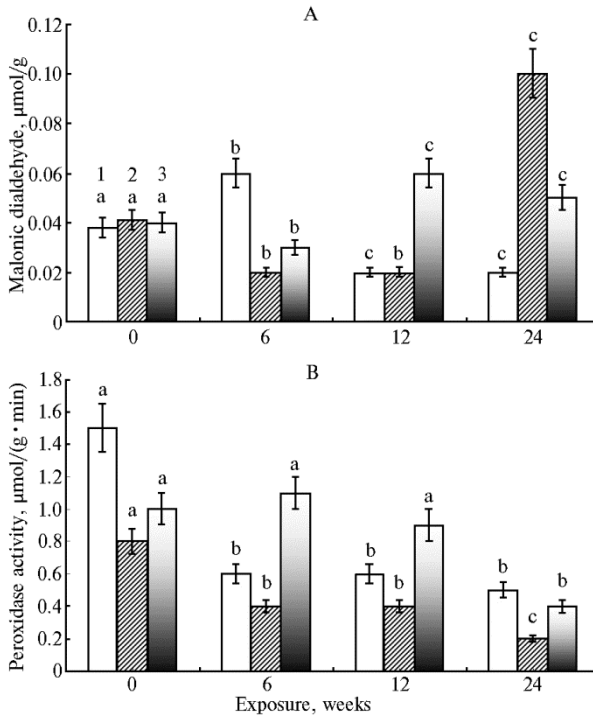 A
Malonic dialdehyde, μmol/g
0.12
0.10
0.08
0.06
0.04
0.02
0
1 2 3
a a a
b b b
c b c
c c c
0 6 12 24
B
Peroxidase activity, μmol/(g · min)
1.8
1.6
1.4
1.2
1.0
0.8
0.6
0.4
0.2
0
a a a
b b a
b b a
b c b
0 6 12 24
Exposure, weeks